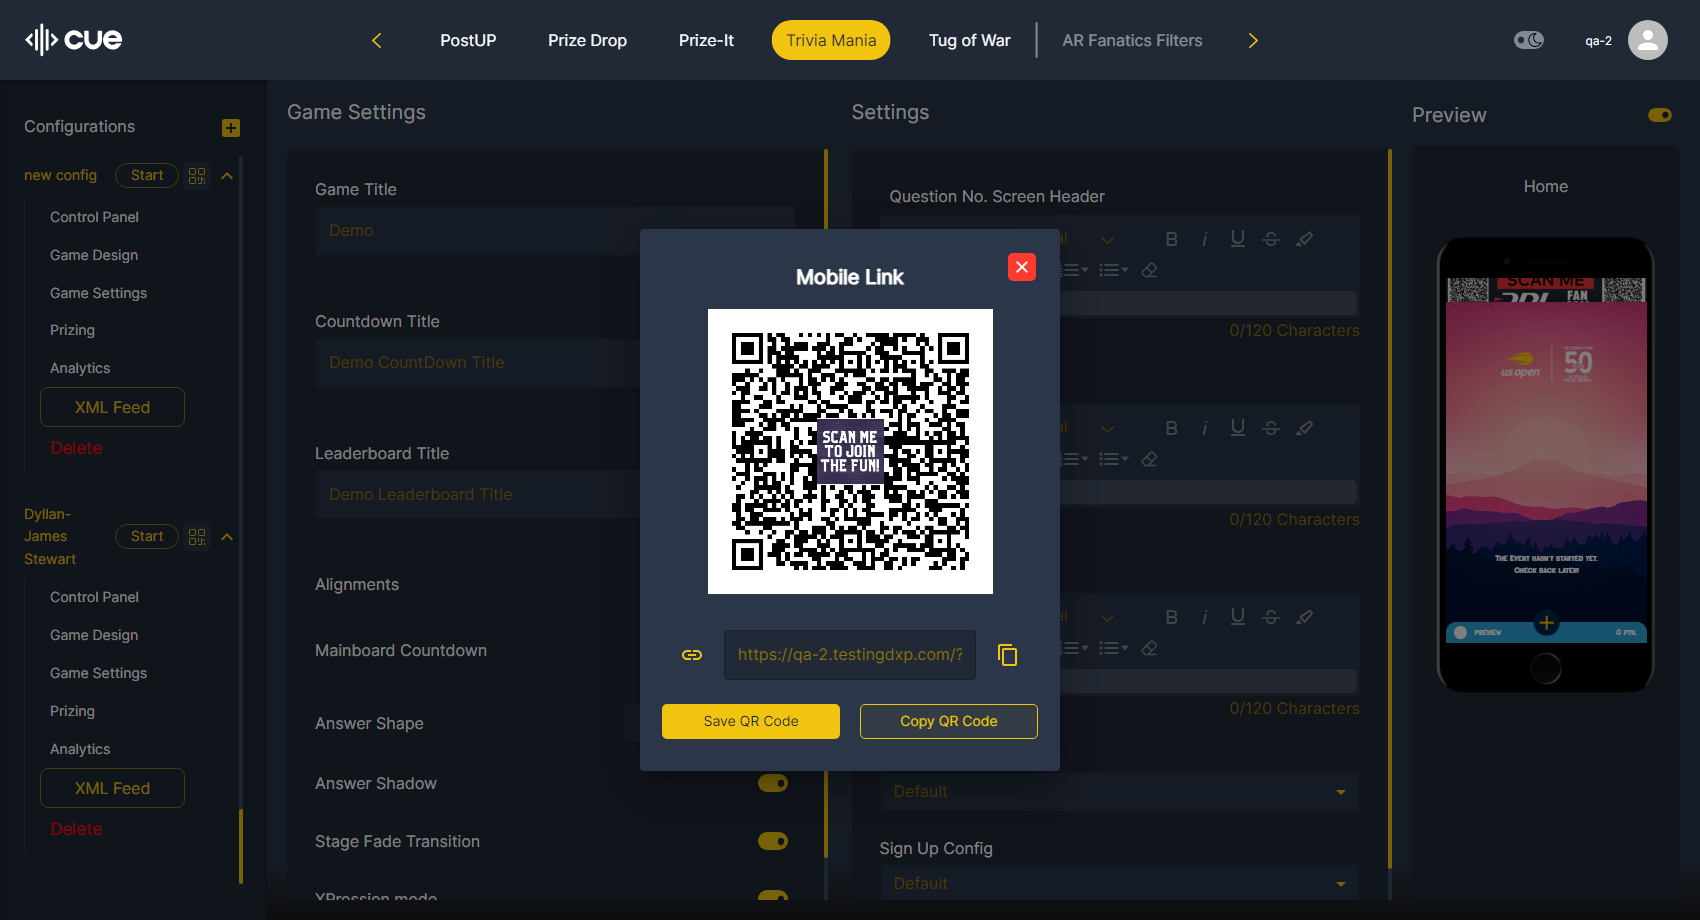 cue
PostUP
Prize Drop
Prize-It
Trivia Mania
Tug of War
AR Fanatics Filters
qa-2
Configurations
new config
Start
Control Panel
Game Design
Game Settings
Prizing
Analytics
XML Feed
Delete
Dyllan-
James
Stewart
Start
Control Panel
Game Design
Game Settings
Prizing
Analytics
XML Feed
Delete
Game Settings
Game Title
Demo
Countdown Title
Demo CountDown Title
Leaderboard Title
Demo Leaderboard Title
Alignments
Mainboard Countdown
Answer Shape
Answer Shadow
Stage Fade Transition
XPression mode
Mobile Link
SCAN ME
TO JOIN
THE FUN!
https://qa-2.testingdxp.com/?
Save QR Code
Copy QR Code
Settings
Question No. Screen Header
B i U S
0/120 Characters
B i U S
0/120 Characters
B i U S
0/120 Characters
Default
Sign Up Config
Default
Preview
Home
SCAN ME
FAN
us open
50
THE EVENT HASN'T STARTED YET.
CHECK BACK LATER!
PREVIEW
0 PTS.